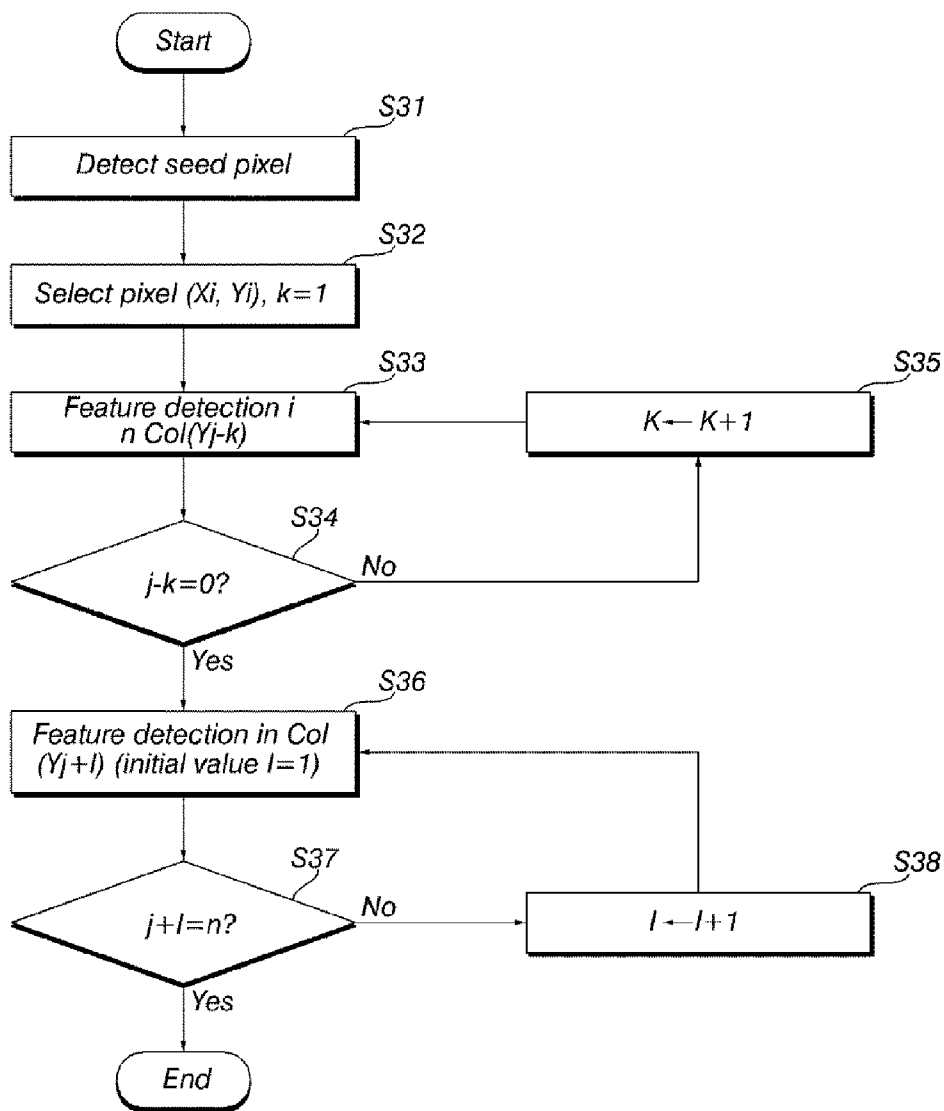 Start
S31
Detect seed pixel
S32
Select pixel (Xi, Yi), k=1
S33
Feature detection i
n Col(Yj-k)
S35
K← K+1
S34
j-k=0?
No
Yes
S36
Feature detection in Col
(Yj+l) (initial value l=1)
S37
j+l=n?
No
S38
l←l+1
Yes
End